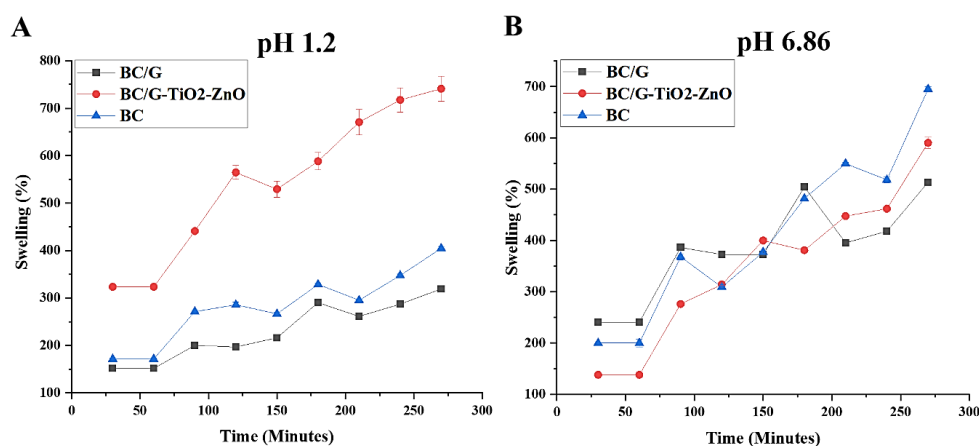 A
pH 1.2
BC/G
BC/G-TiO2-ZnO
BC
Swelling (%)
800
700
600
500
400
300
200
100
0
50
100
150
200
250
300
Time (Minutes)
B
pH 6.86
BC/G
BC/G-TiO2-ZnO
BC
Swelling (%)
700
600
500
400
300
200
100
0
50
100
150
200
250
300
Time (Minutes)